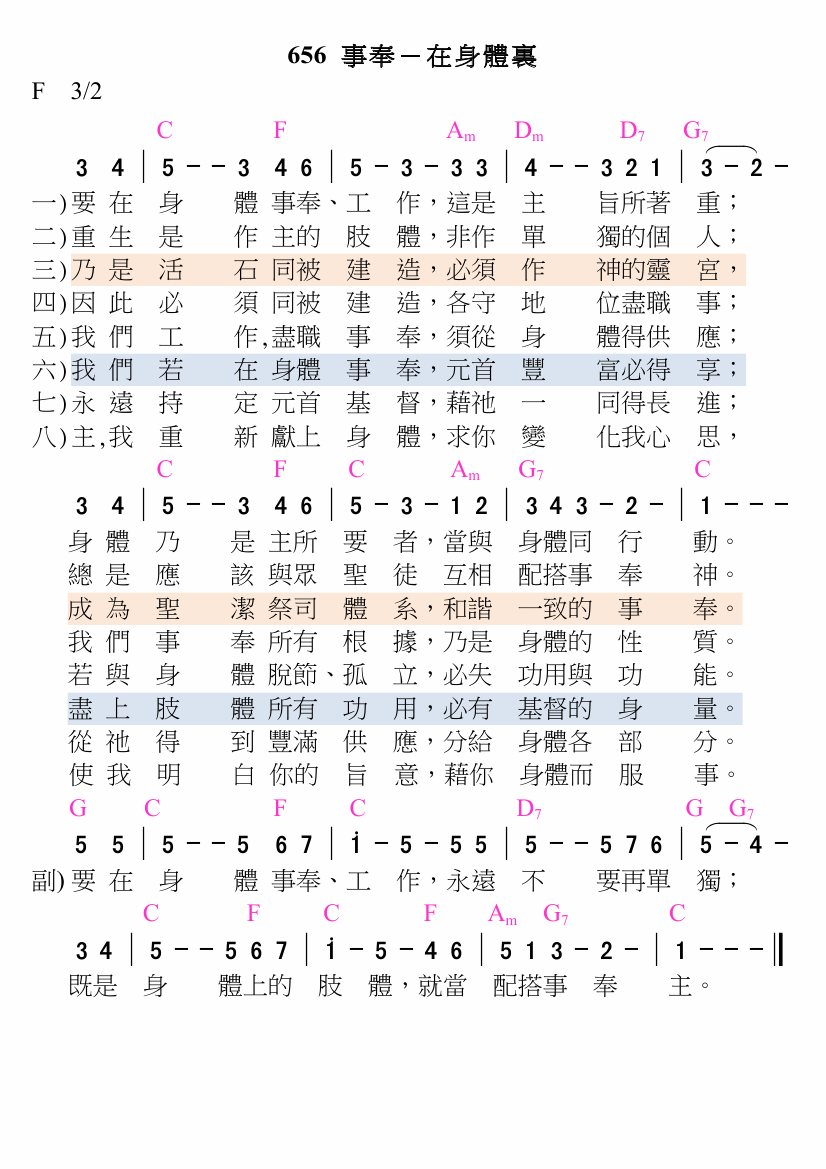 656 事奉－在身體裏
F 3/2
C F Am Dm D7 G7
3 4 | 5 - - 3 4 6 | 5 - 3 - 3 3 | 4 - - 3 2 1 | 3 - 2 -
一)要在身體事奉、工作，這是主旨所著重；
二)重生是作主的肢體，非作單獨的個人；
三)乃是活石同被建造，必須作神的靈宮，
四)因此必須同被建造，各守地位盡職事；
五)我們工作,盡職事奉，須從身體得供應；
六)我們若在身體事奉，元首豐富必得享；
七)永遠持定元首基督，藉祂一同得長進；
八)主,我重新獻上身體，求你變化我心思，
C F C Am G7 C
3 4 | 5 - - 3 4 6 | 5 - 3 - 1 2 | 3 4 3 - 2 - | 1 - - -
身體乃是主所要者，當與身體同行動。
總是應該與眾聖徒互相配搭事奉神。
成為聖潔祭司體系，和諧一致的事奉。
我們事奉所有根據，乃是身體的性質。
若與身體脫節、孤立，必失功用與功能。
盡上肢體所有功用，必有基督的身量。
從祂得到豐滿供應，分給身體各部分。
使我明白你的旨意，藉你身體而服事。
G C F C D7 G G7
5 5 | 5 - - 5 6 7 | i - 5 - 5 5 | 5 - - 5 7 6 | 5 - 4 -
副)要在身體事奉、工作，永遠不要再單獨；
C F C F Am G7 C
3 4 | 5 - - 5 6 7 | i - 5 - 4 6 | 5 1 3 - 2 - | 1 - - -
既是身體上的肢體，就當配搭事奉主。